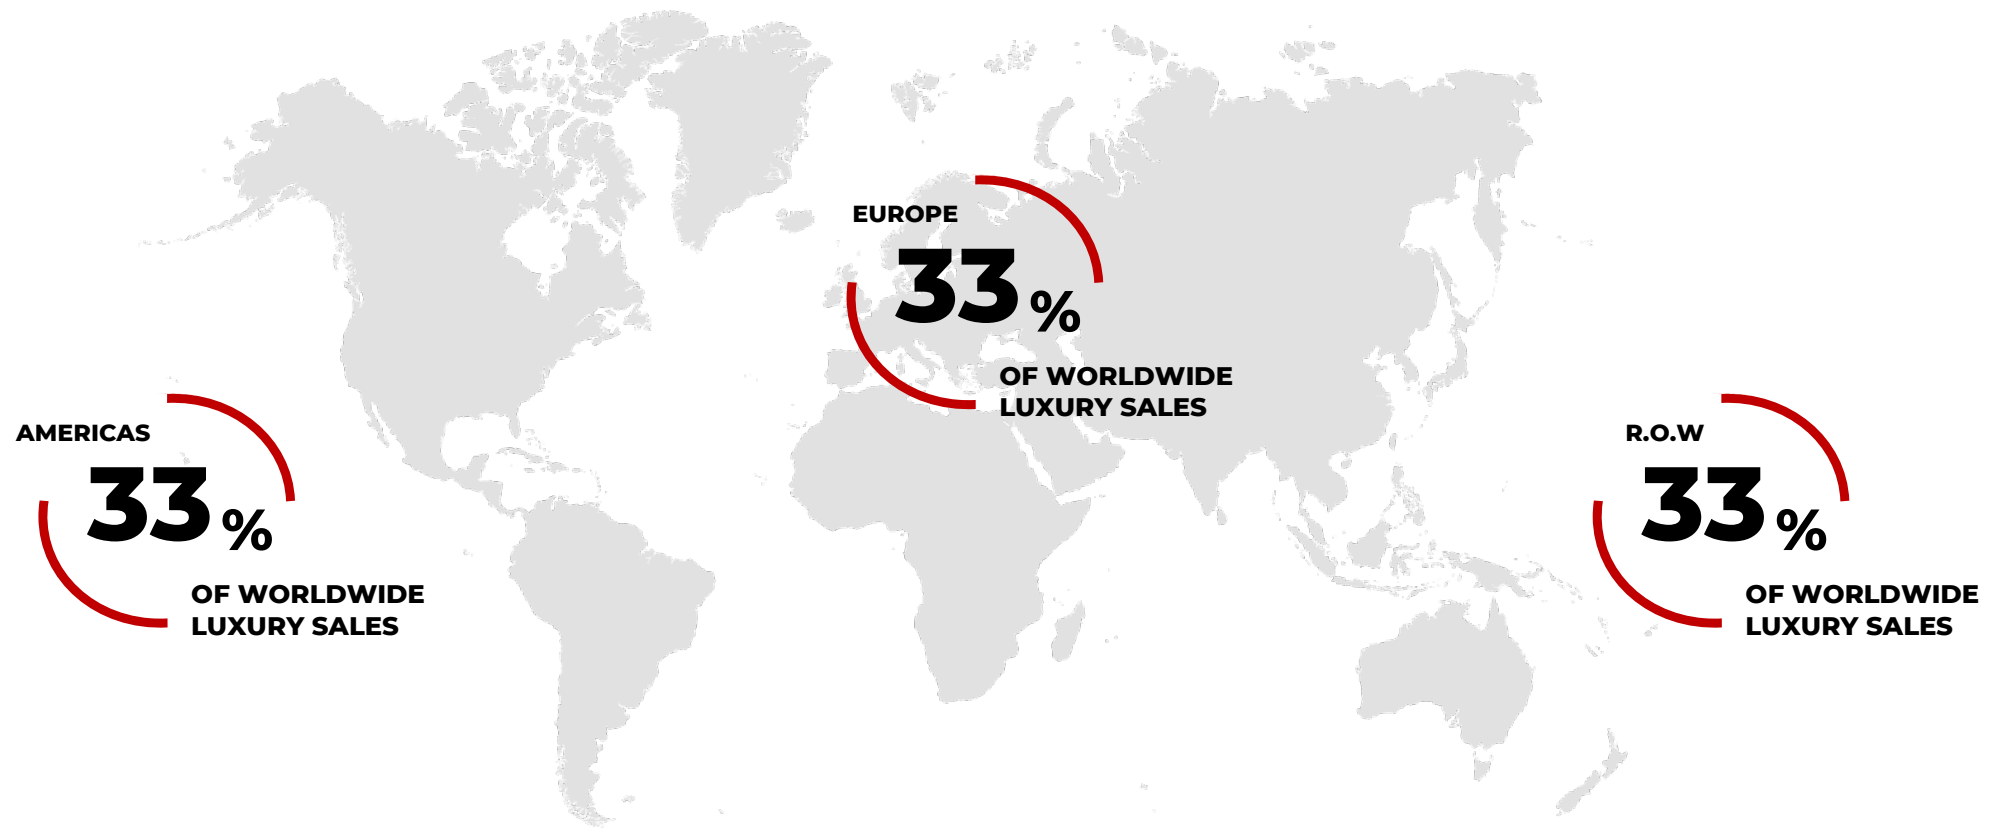 EUROPE
33 %
OF WORLDWIDE
LUXURY SALES
AMERICAS
33 %
OF WORLDWIDE
LUXURY SALES
R.O.W
33 %
OF WORLDWIDE
LUXURY SALES